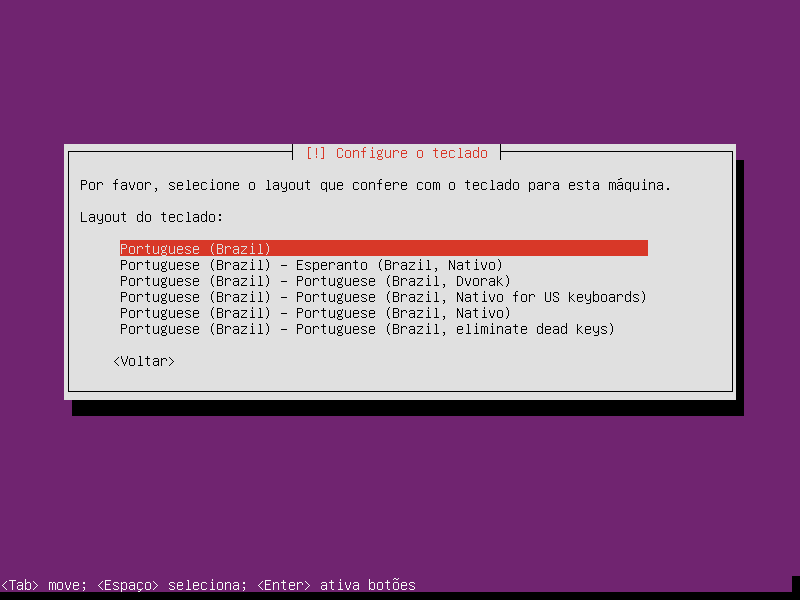 [!] Configure o teclado
Por favor, selecione o layout que confere com o teclado para esta máquina.
Layout do teclado:
Portuguese (Brazil)
Portuguese (Brazil) – Esperanto (Brazil, Nativo)
Portuguese (Brazil) – Portuguese (Brazil, Dvorak)
Portuguese (Brazil) – Portuguese (Brazil, Nativo for US keyboards)
Portuguese (Brazil) – Portuguese (Brazil, Nativo)
Portuguese (Brazil) – Portuguese (Brazil, eliminate dead keys)
<Voltar>
<Tab> move; <Espaço> seleciona; <Enter> ativa botões